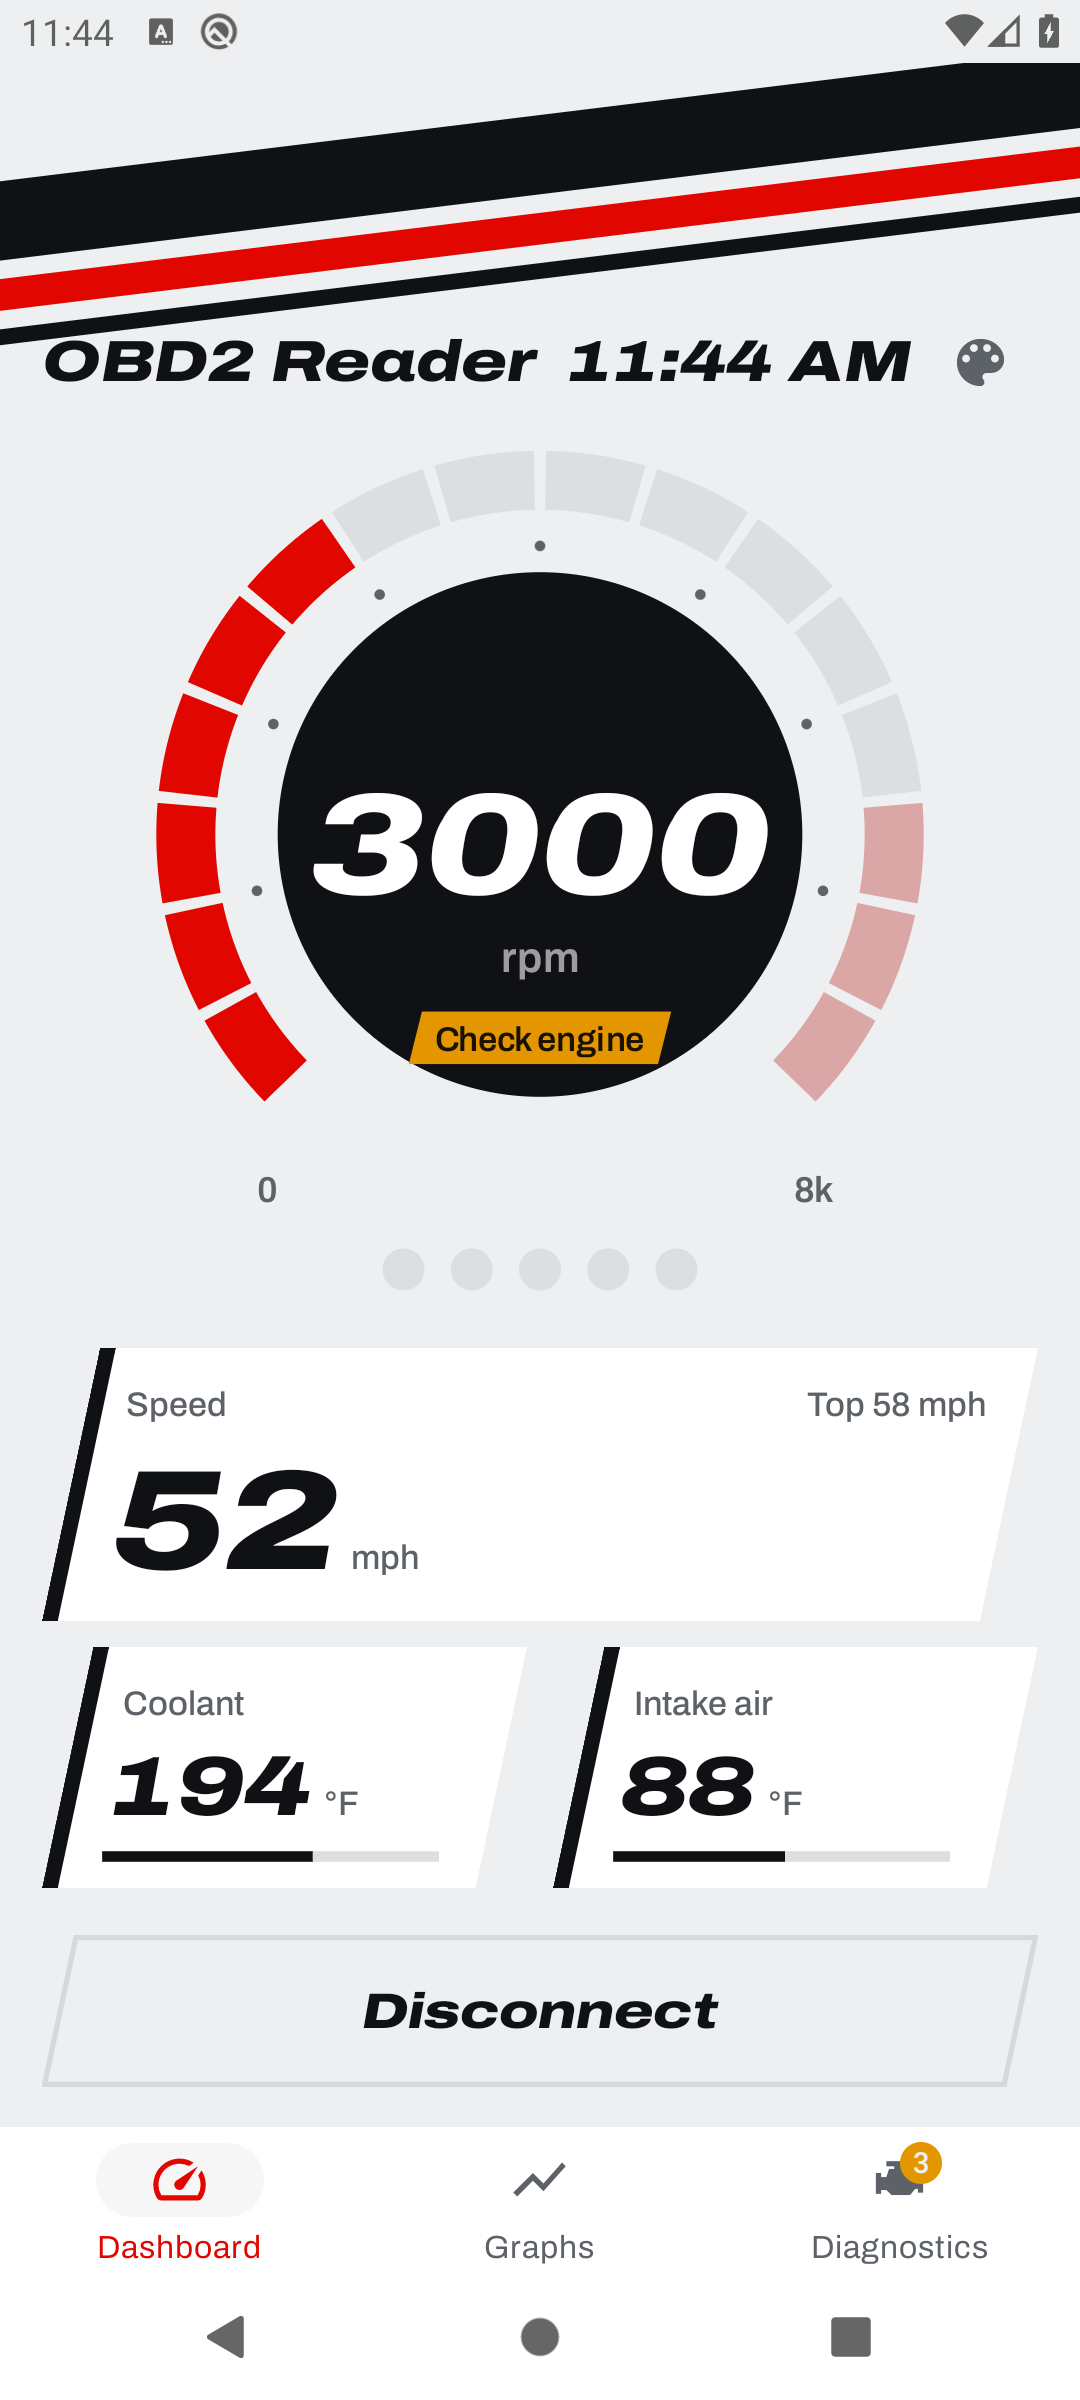 11:44
OBD2 Reader 11:44 AM
3000
rpm
Check engine
0 8k
Speed Top 58 mph
52 mph
Coolant Intake air
194 °F 88 °F
Disconnect
3
Dashboard Graphs Diagnostics